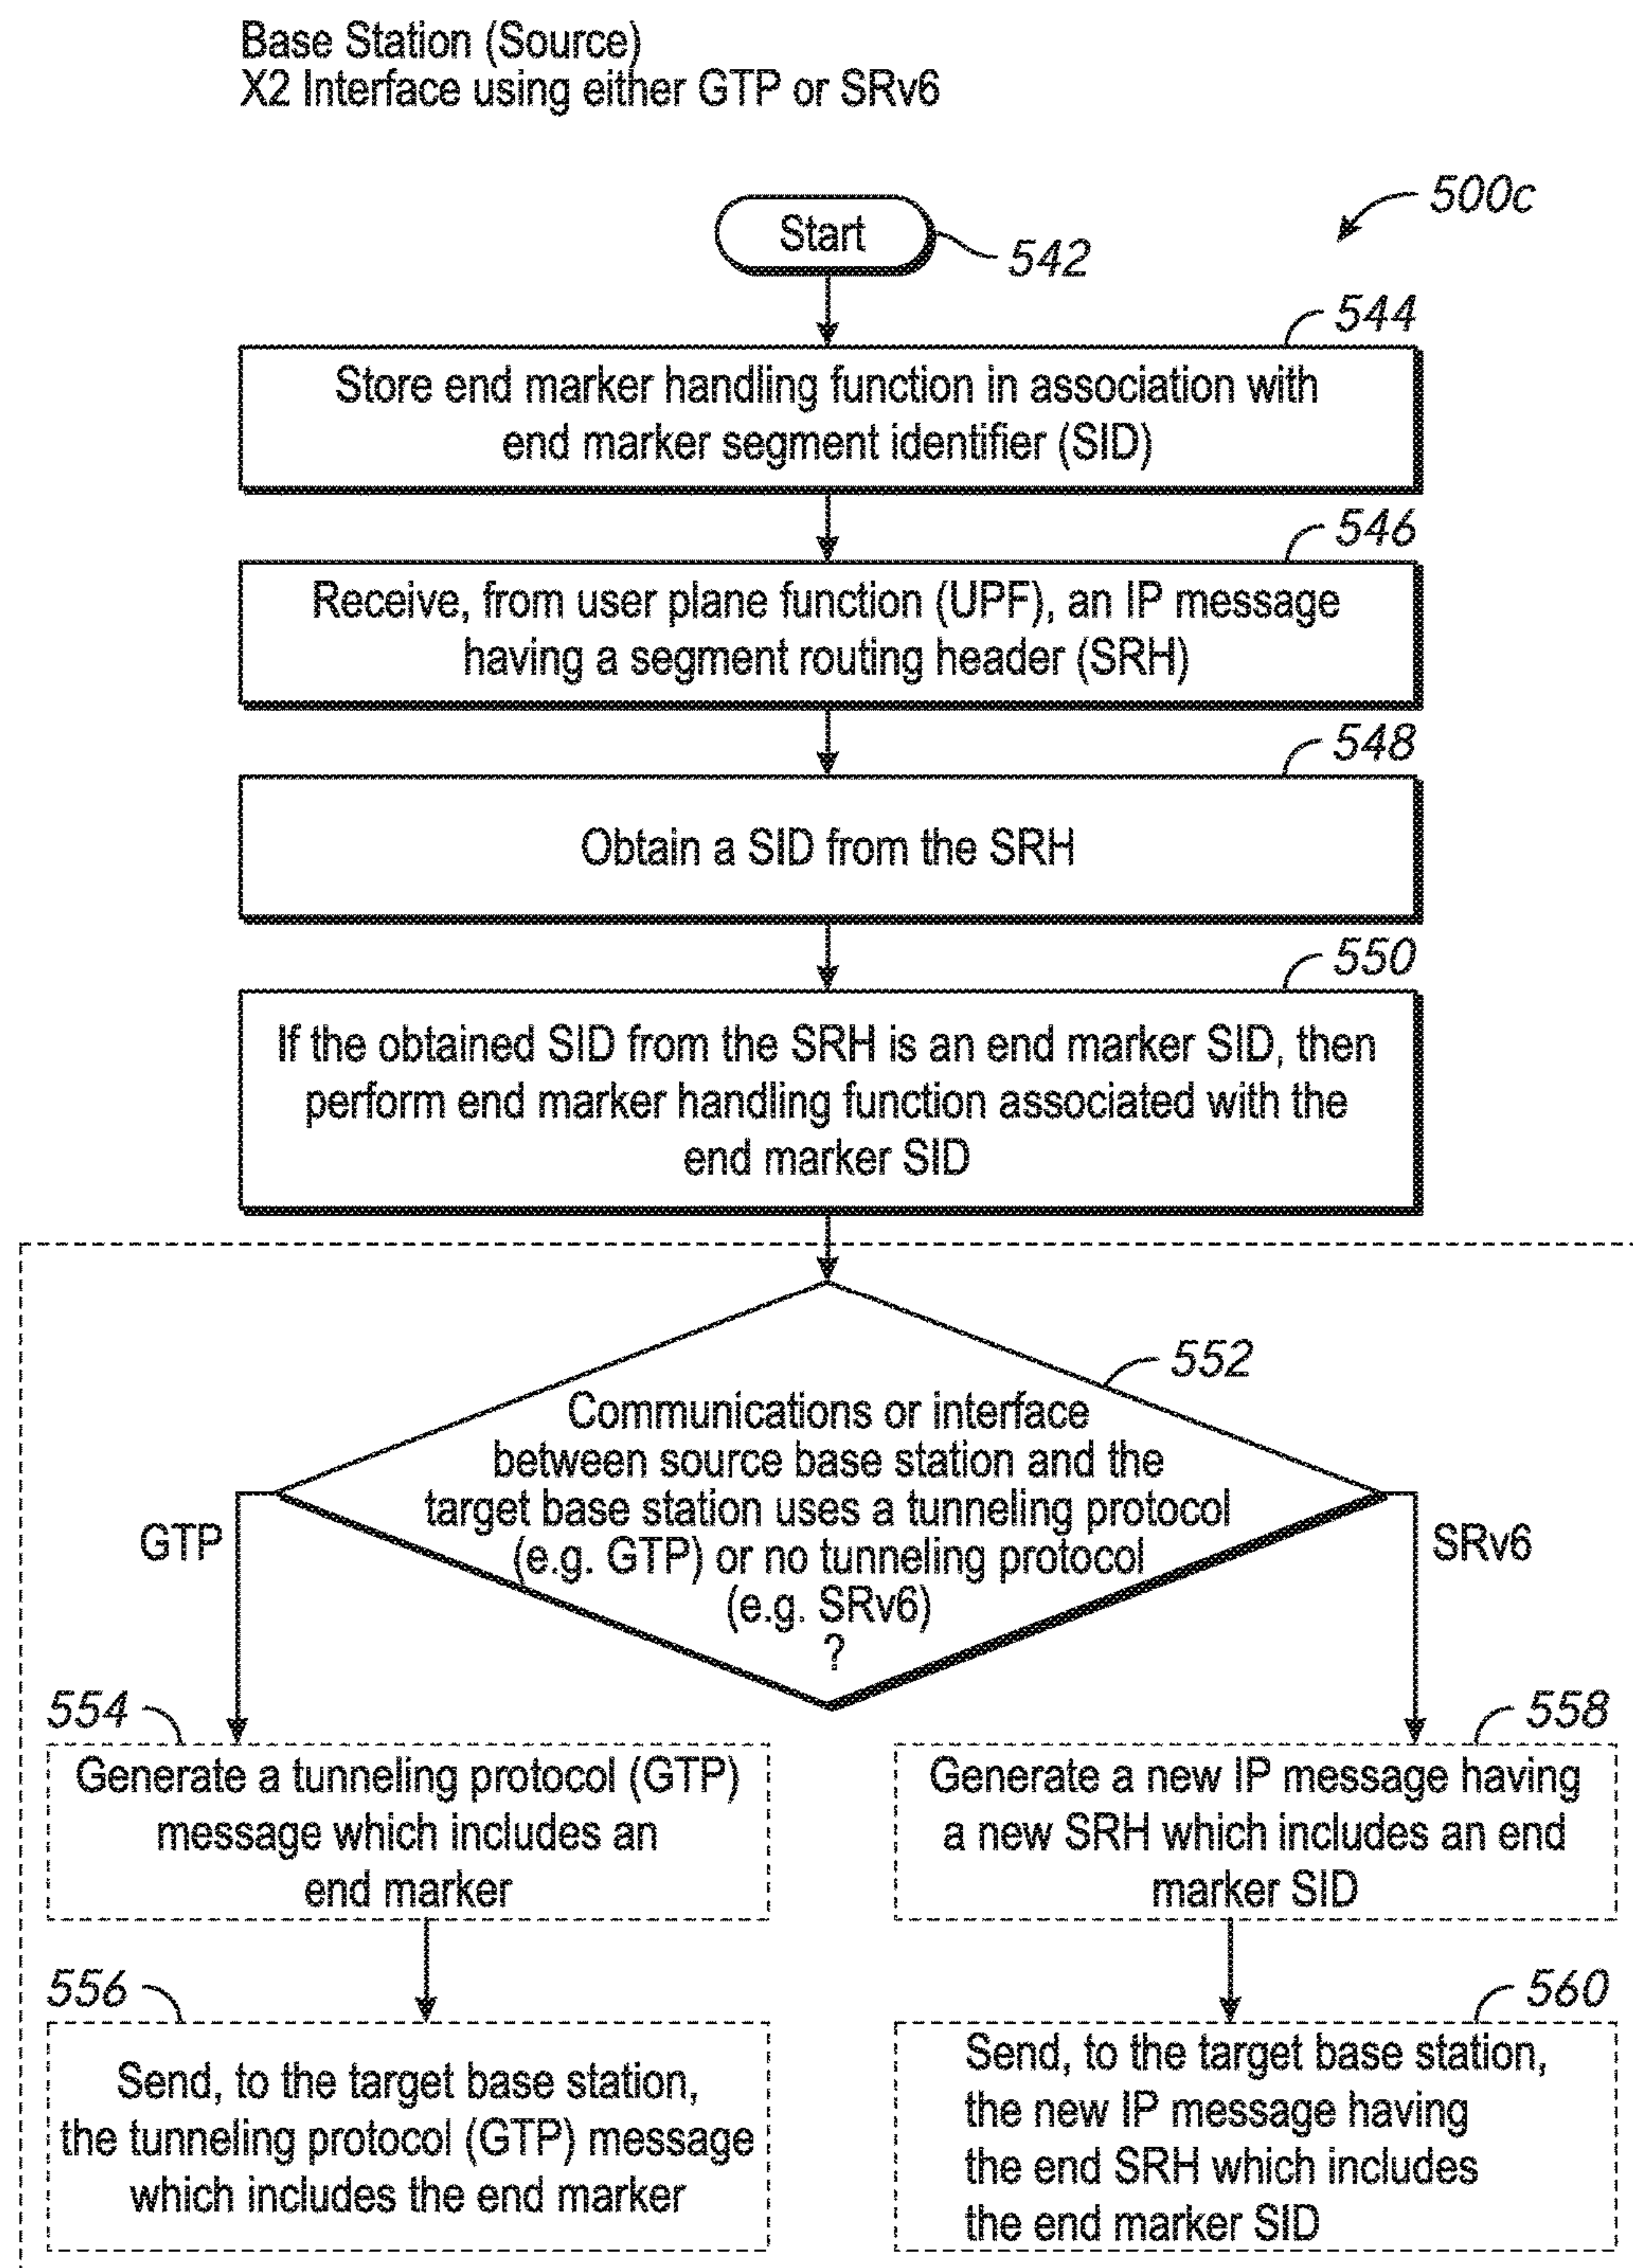 Base Station (Source)
X2 Interface using either GTP or SRv6
500c
Start
542
544
Store end marker handling function in association with
end marker segment identifier (SID)
546
Receive, from user plane function (UPF), an IP message
having a segment routing header (SRH)
548
Obtain a SID from the SRH
550
If the obtained SID from the SRH is an end marker SID, then
perform end marker handling function associated with the
end marker SID
552
Communications or interface
between source base station and the
target base station uses a tunneling protocol
(e.g. GTP) or no tunneling protocol
(e.g. SRv6)
?
GTP
SRv6
554
Generate a tunneling protocol (GTP)
message which includes an
end marker
558
Generate a new IP message having
a new SRH which includes an end
marker SID
556
Send, to the target base station,
the tunneling protocol (GTP) message
which includes the end marker
560
Send, to the target base station,
the new IP message having
the end SRH which includes
the end marker SID